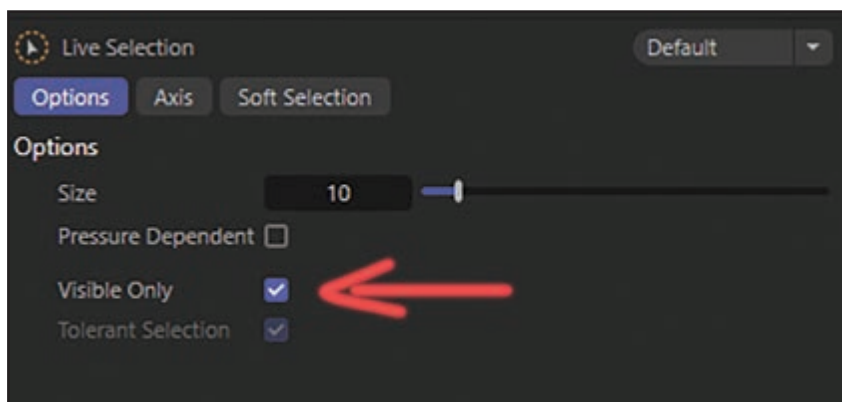 Live Selection Default
Options Axis Soft Selection
Options
Size 10
Pressure Dependent
Visible Only
Tolerant Selection